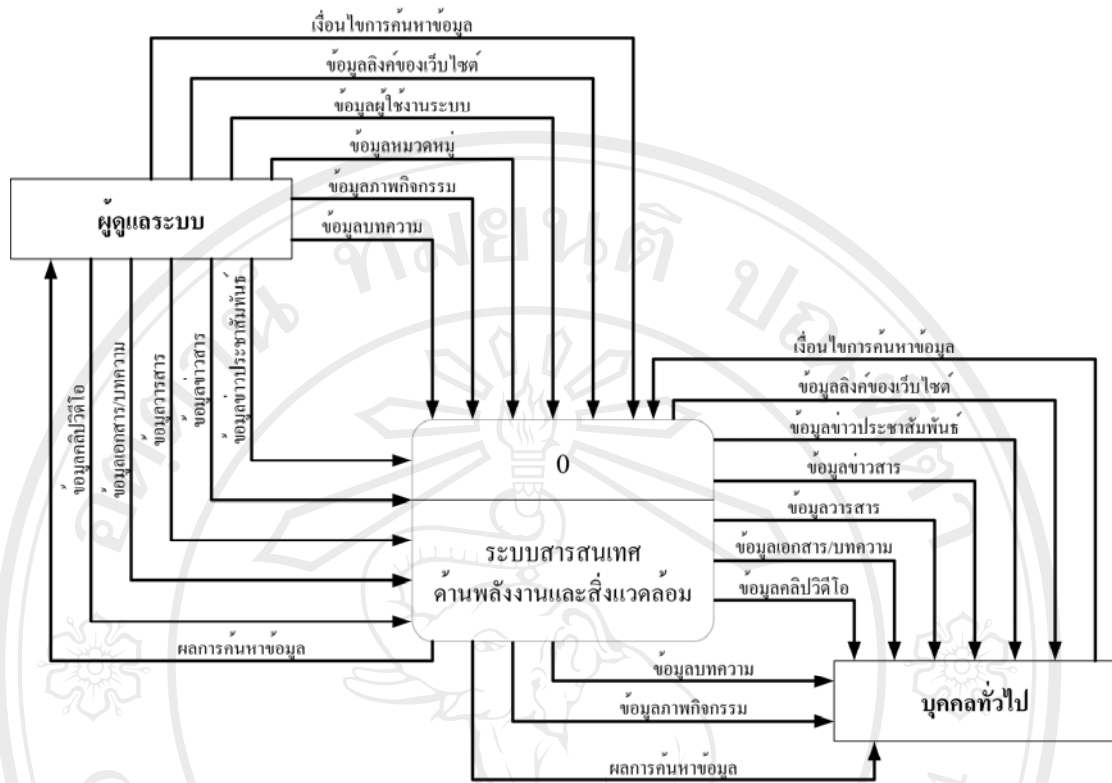 เงื่อนไขการค้นหาข้อมูล
ข้อมูลลิงค์ของเว็บไซต์
ข้อมูลผู้ใช้งานระบบ
ข้อมูลหมวดหมู่
ข้อมูลภาพกิจกรรม
ข้อมูลบทความ
ผู้ดูแลระบบ
ข้อมูลคลิปวิดีโอ
ข้อมูลเอกสาร/บทความ
ข้อมูลวารสาร
ข้อมูลข่าวสาร
ข้อมูลข่าวประชาสัมพันธ์
เงื่อนไขการค้นหาข้อมูล
ข้อมูลลิงค์ของเว็บไซต์
ข้อมูลข่าวประชาสัมพันธ์
ข้อมูลข่าวสาร
ข้อมูลวารสาร
ข้อมูลเอกสาร/บทความ
ข้อมูลคลิปวิดีโอ
0
ระบบสารสนเทศ
ด้านพลังงานและสิ่งแวดล้อม
ผลการค้นหาข้อมูล
ข้อมูลบทความ
ข้อมูลภาพกิจกรรม
ผลการค้นหาข้อมูล
บุคคลทั่วไป